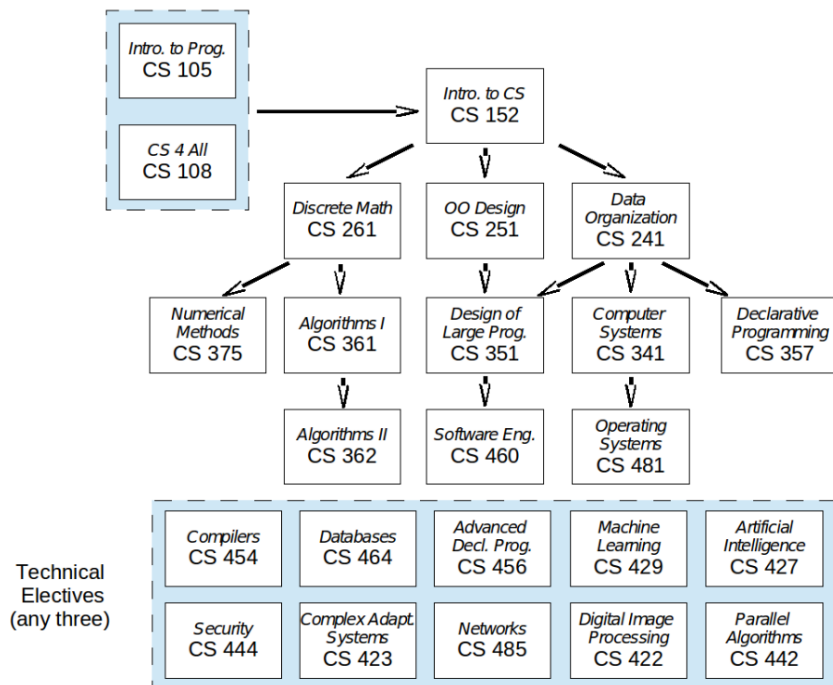 Intro. to Prog.
CS 105
CS 4 All
CS 108
Intro. to CS
CS 152
Discrete Math
CS 261
OO Design
CS 251
Data
Organization
CS 241
Numerical
Methods
CS 375
Algorithms I
CS 361
Design of
Large Prog.
CS 351
Computer
Systems
CS 341
Declarative
Programming
CS 357
Algorithms II
CS 362
Software Eng.
CS 460
Operating
Systems
CS 481
Technical
Electives
(any three)
Compilers
CS 454
Databases
CS 464
Advanced
Decl. Prog.
CS 456
Machine
Learning
CS 429
Artificial
Intelligence
CS 427
Security
CS 444
Complex Adapt.
Systems
CS 423
Networks
CS 485
Digital Image
Processing
CS 422
Parallel
Algorithms
CS 442